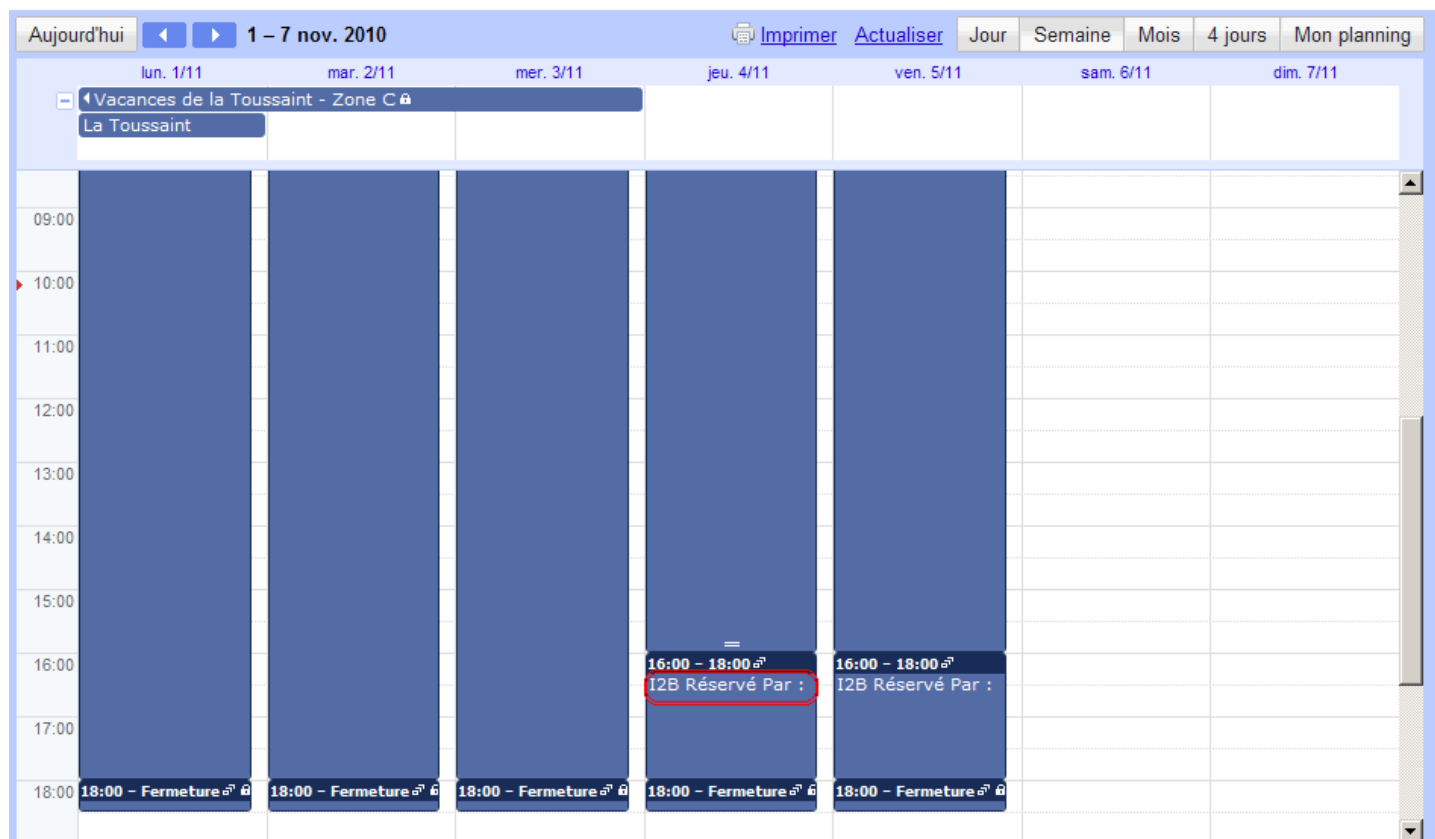 Aujourd'hui 1 – 7 nov. 2010 Imprimer Actualiser Jour Semaine Mois 4 jours Mon planning
lun. 1/11 mar. 2/11 mer. 3/11 jeu. 4/11 ven. 5/11 sam. 6/11 dim. 7/11
Vacances de la Toussaint - Zone C
La Toussaint
09:00
10:00
11:00
12:00
13:00
14:00
15:00
16:00 16:00 – 18:00 16:00 – 18:00
I2B Réservé Par : I2B Réservé Par :
17:00
18:00 18:00 – Fermeture 18:00 – Fermeture 18:00 – Fermeture 18:00 – Fermeture 18:00 – Fermeture